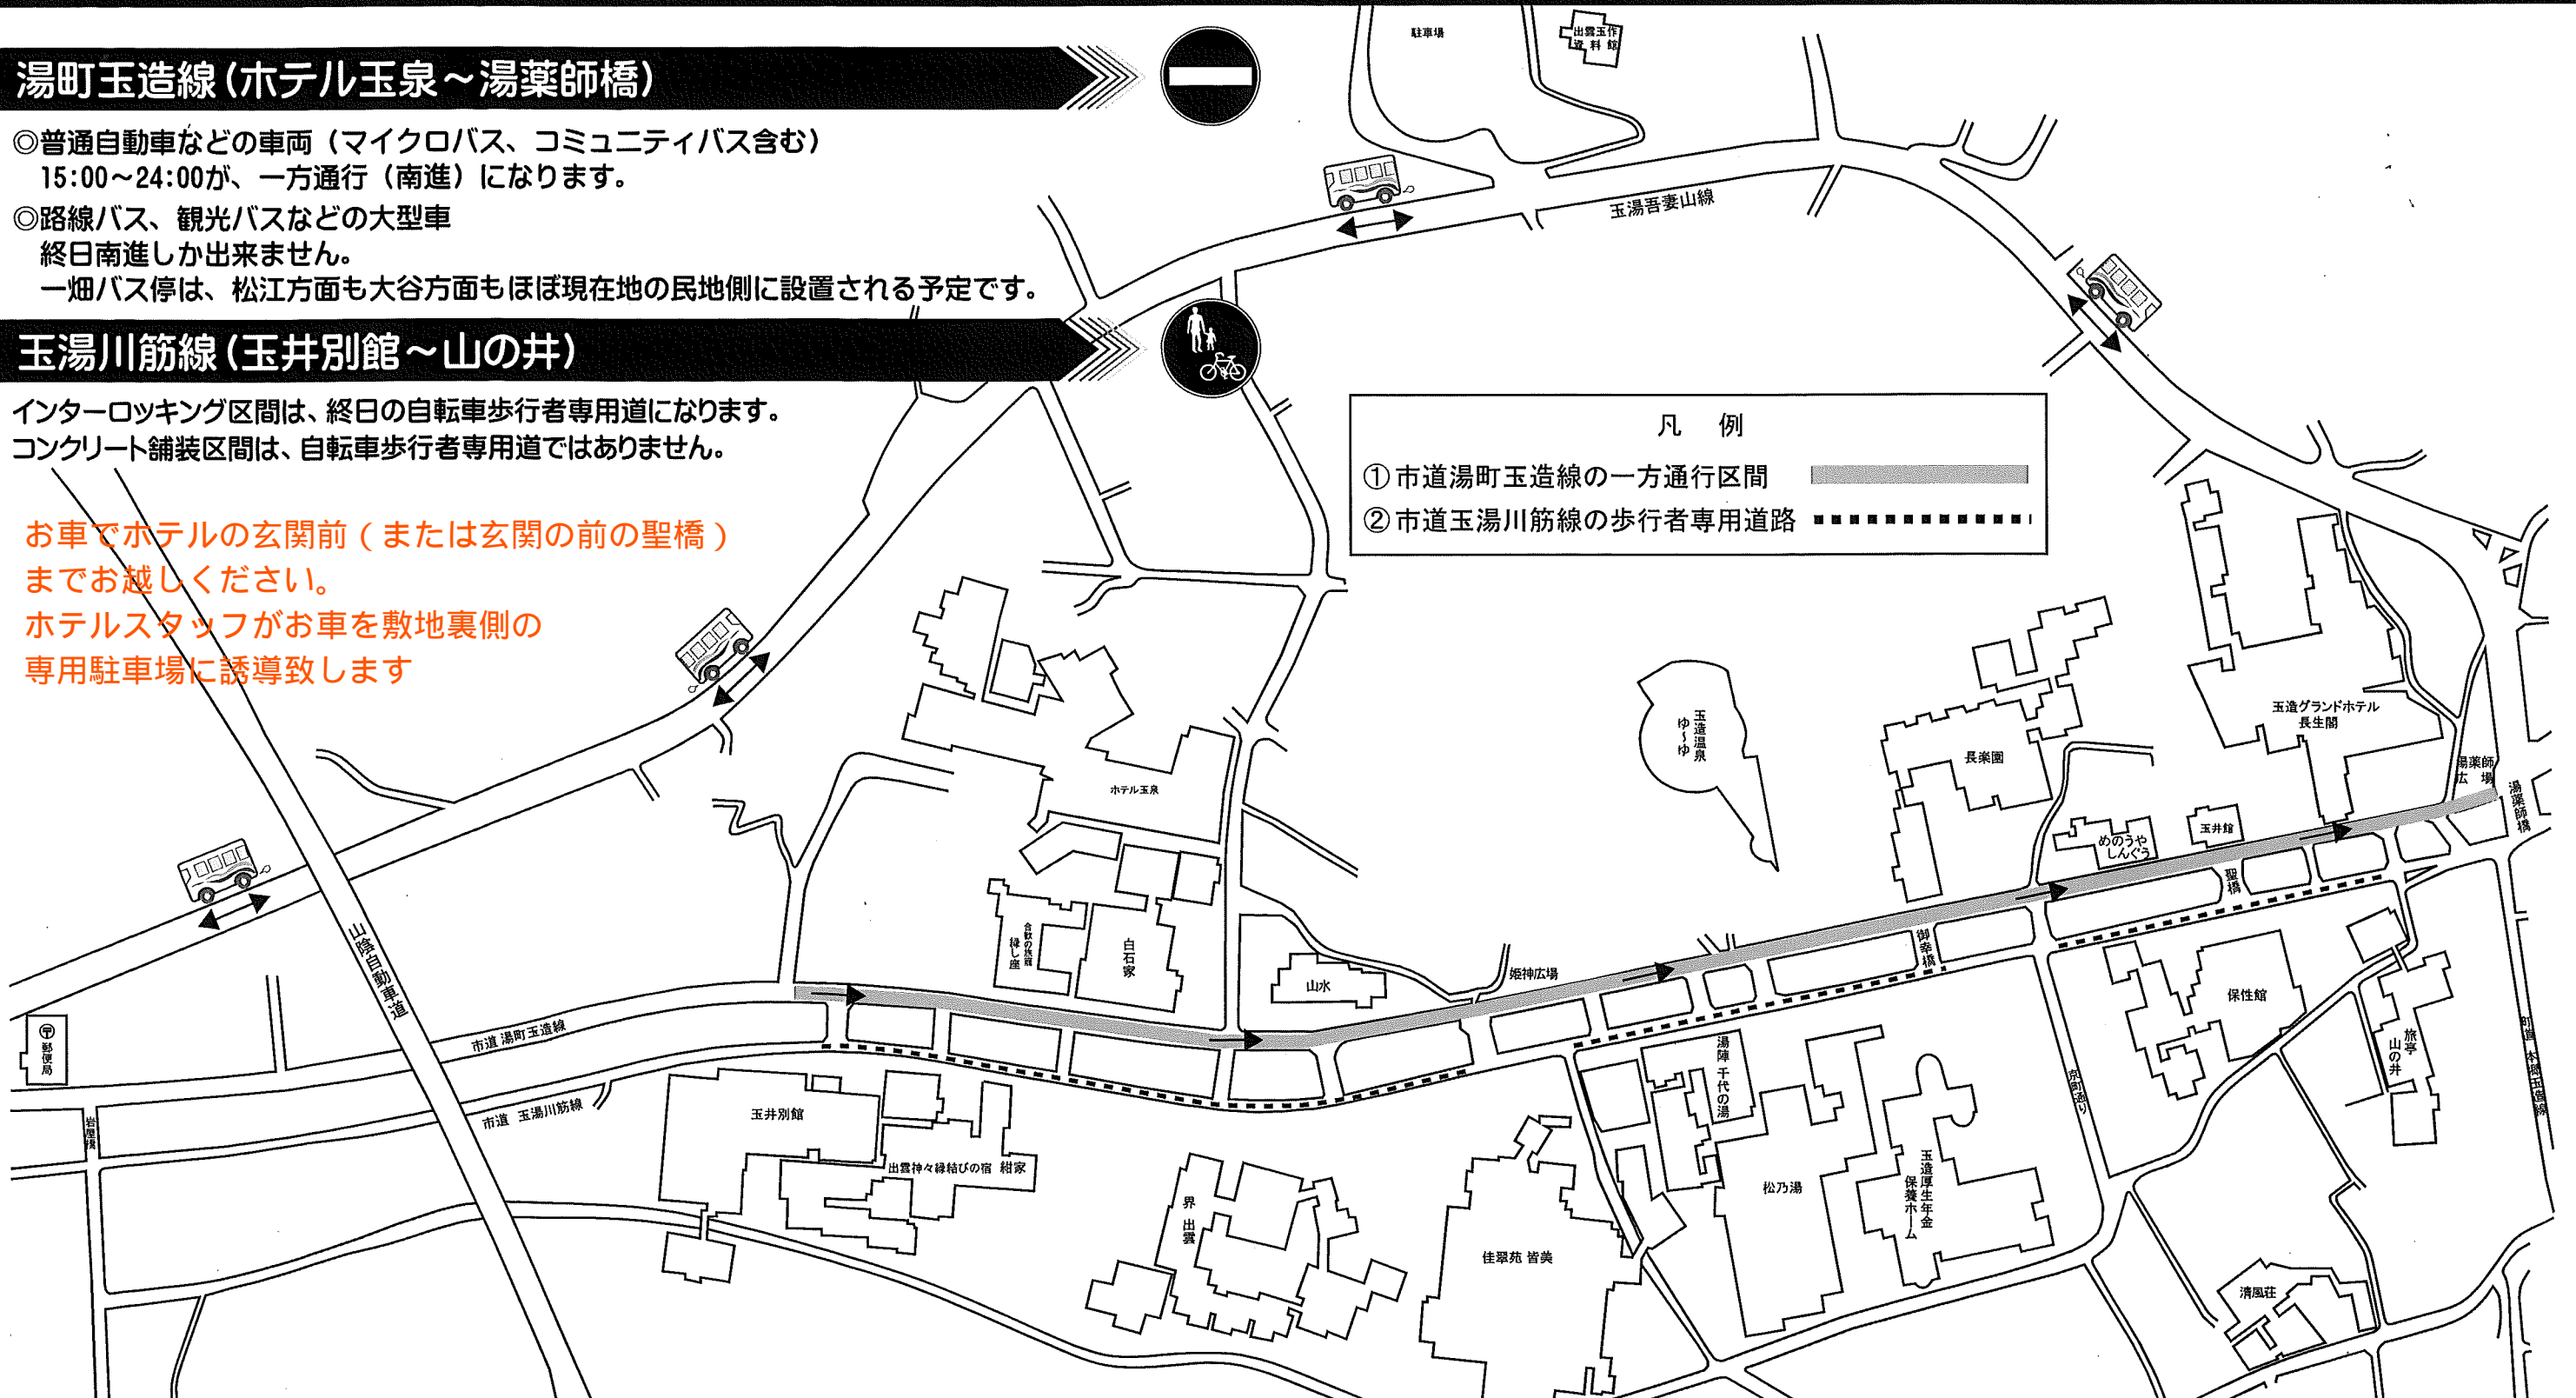 湯町玉造線(ホテル玉泉～湯薬師橋)
◎普通自動車などの車両（マイクロバス、コミュニティバス含む）
15:00～24:00が、一方通行（南進）になります。
◎路線バス、観光バスなどの大型車
終日南進しか出来ません。
一畑バス停は、松江方面も大谷方面もほぼ現在地の民地側に設置される予定です。
玉湯川筋線(玉井別館～山の井)
インターロッキング区間は、終日の自転車歩行者専用道になります。
コンクリート舗装区間は、自転車歩行者専用道ではありません。
お車でホテルの玄関前（または玄関の前の聖橋）
までお越しください。
ホテルスタッフがお車を敷地裏側の
専用駐車場に誘導致します
駐車場
出雲玉作
資料館
玉湯吾妻山線
凡 例
①市道湯町玉造線の一方通行区間
②市道玉湯川筋線の歩行者専用道路
玉造温泉
ゆ～ゆ
長楽園
玉造グランドホテル
長生閣
湯薬師
広場
湯薬師橋
めのうや
しんぐう
玉井館
聖橋
御幸橋
ホテル玉泉
合歓の旅籠
縁し座
白石家
山水
姫神広場
山陰自動車道
〒
郵便局
岩屋橋
市道 湯町玉造線
市道 玉湯川筋線
玉井別館
出雲神々縁結びの宿 紺家
界 出雲
佳翠苑 皆美
湯陣 千代の湯
松乃湯
玉造厚生年金
保養ホーム
京町通り
保性館
旅亭
山の井
町道 本郷玉造線
清風荘